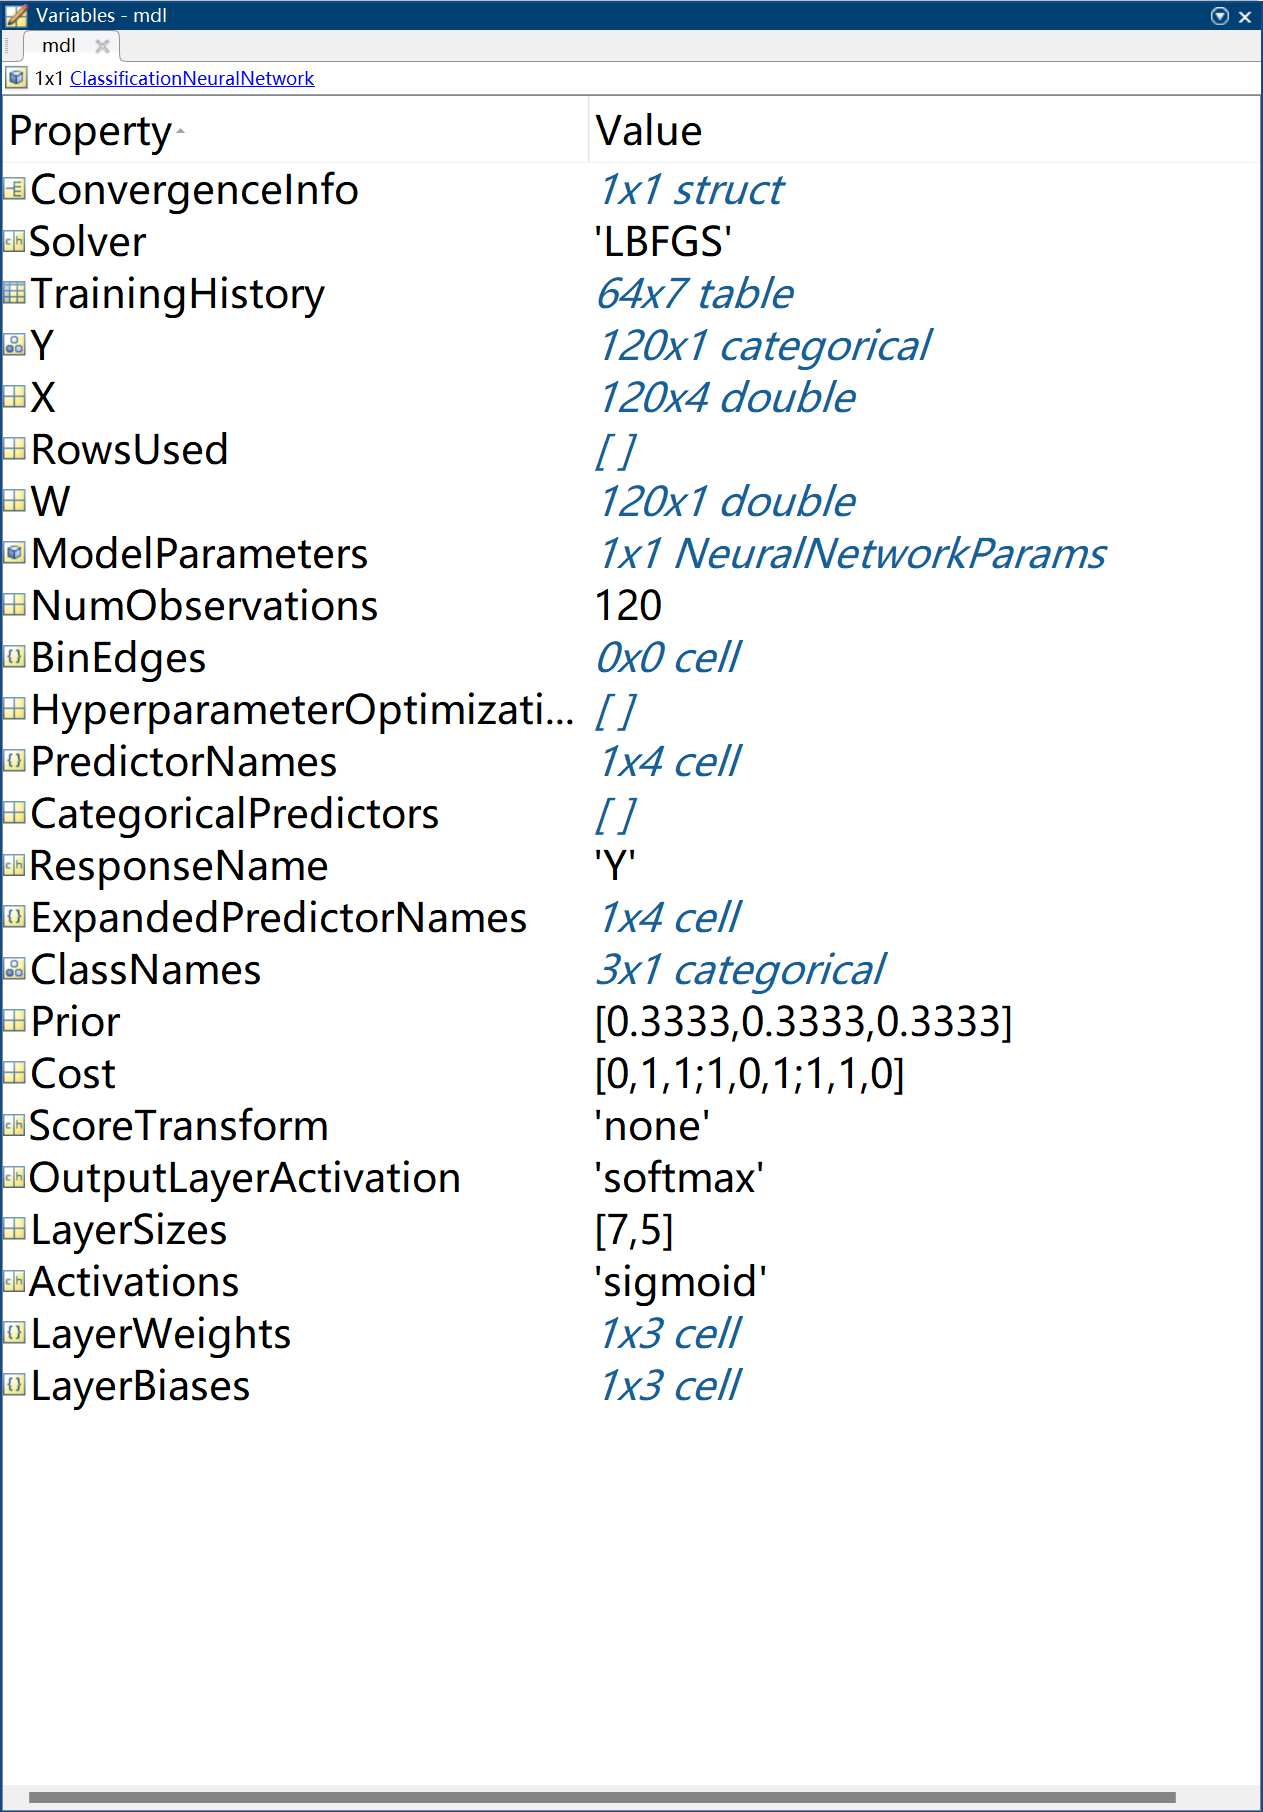 Variables - mdl
mdl
1x1 ClassificationNeuralNetwork
Property Value
ConvergenceInfo 1x1 struct
Solver 'LBFGS'
TrainingHistory 64x7 table
Y 120x1 categorical
X 120x4 double
RowsUsed []
W 120x1 double
ModelParameters 1x1 NeuralNetworkParams
NumObservations 120
BinEdges 0x0 cell
HyperparameterOptimizati... []
PredictorNames 1x4 cell
CategoricalPredictors []
ResponseName 'Y'
ExpandedPredictorNames 1x4 cell
ClassNames 3x1 categorical
Prior [0.3333,0.3333,0.3333]
Cost [0,1,1;1,0,1;1,1,0]
ScoreTransform 'none'
OutputLayerActivation 'softmax'
LayerSizes [7,5]
Activations 'sigmoid'
LayerWeights 1x3 cell
LayerBiases 1x3 cell